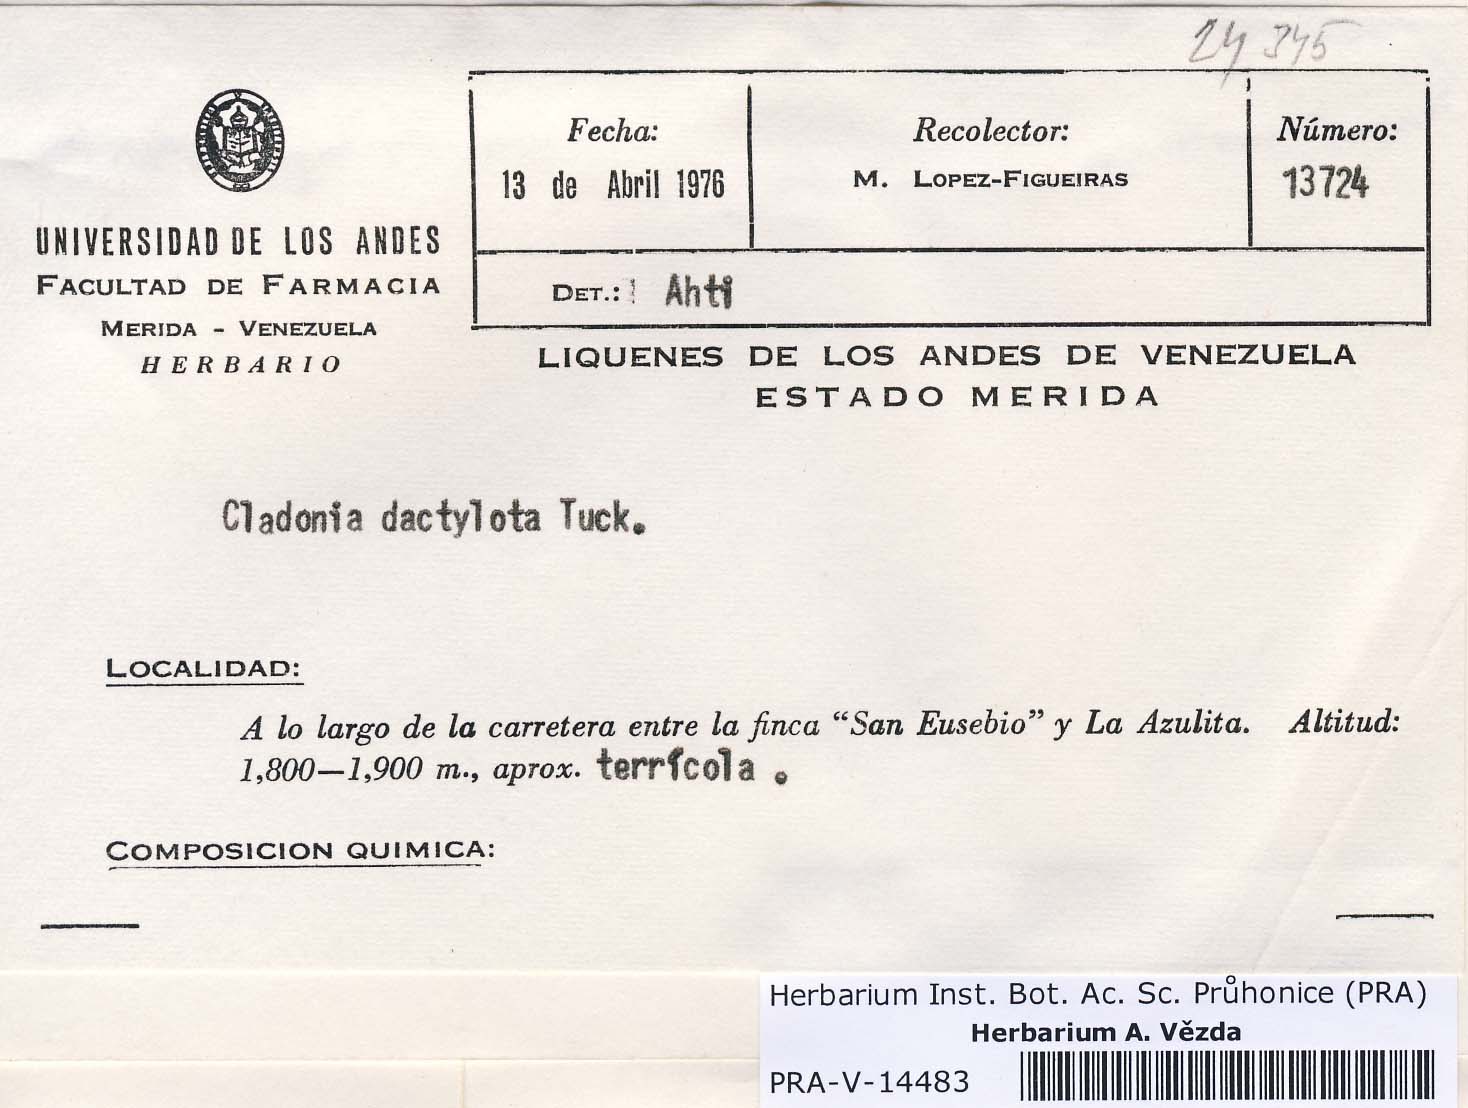 24 345
UNIVERSIDAD DE LOS ANDES
FACULTAD DE FARMACIA
MERIDA - VENEZUELA
HERBARIO
Fecha:
13 de Abril 1976
Recolector:
M. LOPEZ-FIGUEIRAS
Número:
13724
DET.: Ahti
LIQUENES DE LOS ANDES DE VENEZUELA
ESTADO MERIDA
Cladonia dactylota Tuck.
LOCALIDAD:
A lo largo de la carretera entre la finca “San Eusebio” y La Azulita. Altitud:
1,800—1,900 m., aprox. terrícola .
COMPOSICION QUIMICA:
Herbarium Inst. Bot. Ac. Sc. Průhonice (PRA)
Herbarium A. Vězda
PRA-V-14483